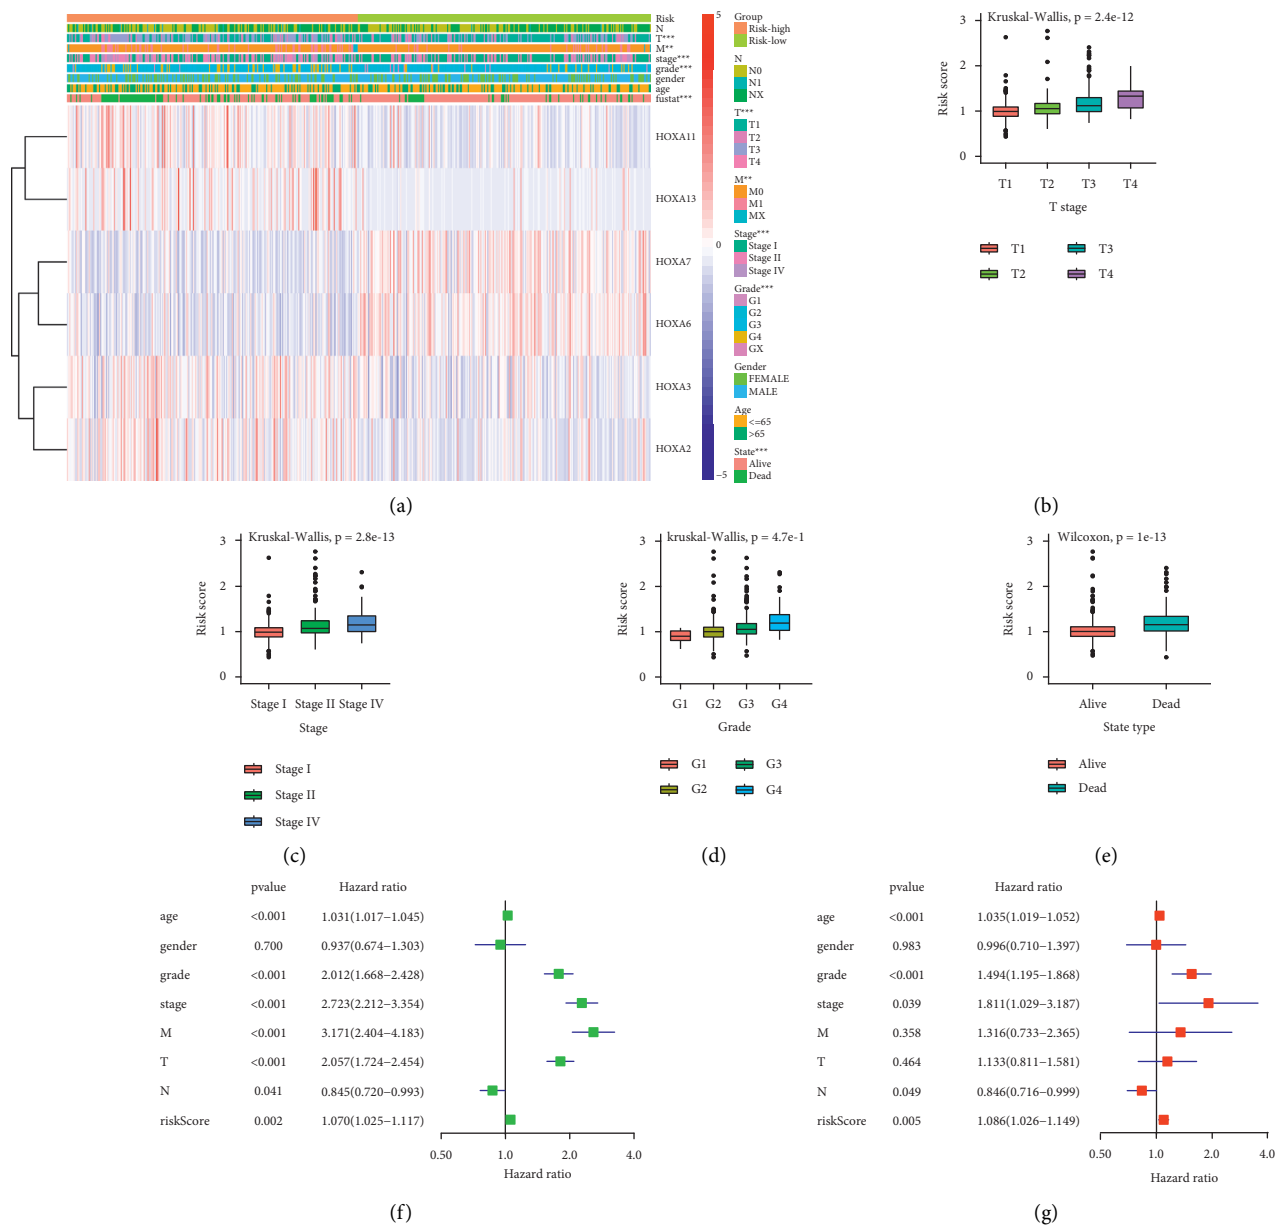 Risk
N
T***
M**
stage***
grade***
gender
age
fustat***
HOXA11
HOXA13
HOXA7
HOXA6
HOXA3
HOXA2
5
0
−5
Group
Risk-high
Risk-low
N
N0
N1
NX
T***
T1
T2
T3
T4
M**
M0
M1
MX
Stage***
Stage I
Stage II
Stage IV
Grade***
G1
G2
G3
G4
GX
Gender
FEMALE
MALE
Age
<=65
>65
State***
Alive
Dead
(a)
Kruskal-Wallis, p = 2.4e-12
Risk score
3
2
1
0
T1 T2 T3 T4
T stage
T1 T3
T2 T4
(b)
Kruskal-Wallis, p = 2.8e-13
Risk score
3
2
1
0
Stage I Stage II Stage IV
Stage
Stage I
Stage II
Stage IV
(c)
kruskal-Wallis, p = 4.7e-1
Risk score
3
2
1
0
G1 G2 G3 G4
Grade
G1 G3
G2 G4
(d)
Wilcoxon, p = 1e-13
Risk score
3
2
1
0
Alive Dead
State type
Alive
Dead
(e)
pvalue Hazard ratio
age <0.001 1.031(1.017−1.045)
gender 0.700 0.937(0.674−1.303)
grade <0.001 2.012(1.668−2.428)
stage <0.001 2.723(2.212−3.354)
M <0.001 3.171(2.404−4.183)
T <0.001 2.057(1.724−2.454)
N 0.041 0.845(0.720−0.993)
riskScore 0.002 1.070(1.025−1.117)
0.50 1.0 2.0 4.0
Hazard ratio
(f)
pvalue Hazard ratio
age <0.001 1.035(1.019−1.052)
gender 0.983 0.996(0.710−1.397)
grade <0.001 1.494(1.195−1.868)
stage 0.039 1.811(1.029−3.187)
M 0.358 1.316(0.733−2.365)
T 0.464 1.133(0.811−1.581)
N 0.049 0.846(0.716−0.999)
riskScore 0.005 1.086(1.026−1.149)
0.50 1.0 2.0 4.0
Hazard ratio
(g)